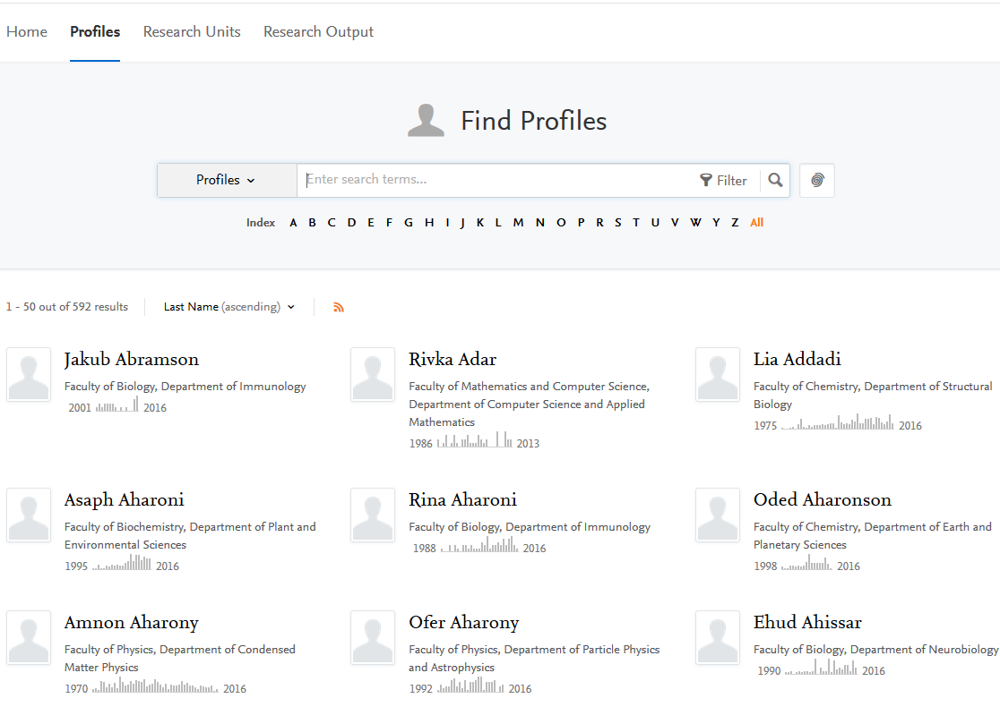 Home Profiles Research Units Research Output
Find Profiles
Profiles Enter search terms... Filter
Index A B C D E F G H I J K L M N O P R S T U V W Y Z All
1 - 50 out of 592 results Last Name (ascending)
Jakub Abramson
Faculty of Biology, Department of Immunology
2001 2016
Rivka Adar
Faculty of Mathematics and Computer Science,
Department of Computer Science and Applied
Mathematics
1986 2013
Lia Addadi
Faculty of Chemistry, Department of Structural
Biology
1975 2016
Asaph Aharoni
Faculty of Biochemistry, Department of Plant and
Environmental Sciences
1995 2016
Rina Aharoni
Faculty of Biology, Department of Immunology
1988 2016
Oded Aharonson
Faculty of Chemistry, Department of Earth and
Planetary Sciences
1998 2016
Amnon Aharony
Faculty of Physics, Department of Condensed
Matter Physics
1970 2016
Ofer Aharony
Faculty of Physics, Department of Particle Physics
and Astrophysics
1992 2016
Ehud Ahissar
Faculty of Biology, Department of Neurobiology
1990 2016